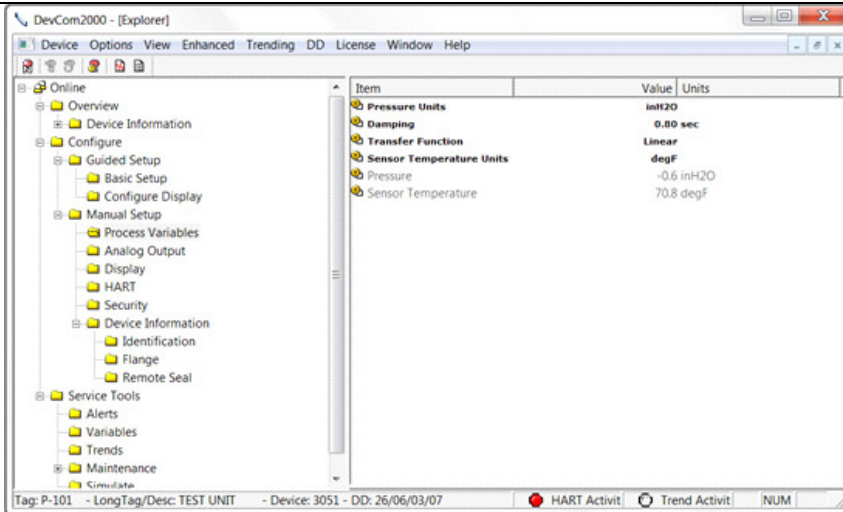 DevCom2000 - [Explorer]
Device Options View Enhanced Trending DD License Window Help
Online
Overview
Device Information
Configure
Guided Setup
Basic Setup
Configure Display
Manual Setup
Process Variables
Analog Output
Display
HART
Security
Device Information
Identification
Flange
Remote Seal
Service Tools
Alerts
Variables
Trends
Maintenance
Simulate
Item Value Units
Pressure Units inH2O
Damping 0.80 sec
Transfer Function Linear
Sensor Temperature Units degF
Pressure -0.6 inH2O
Sensor Temperature 70.8 degF
Tag: P-101 - LongTag/Desc: TEST UNIT - Device: 3051 - DD: 26/06/03/07 HART Activit Trend Activit NUM